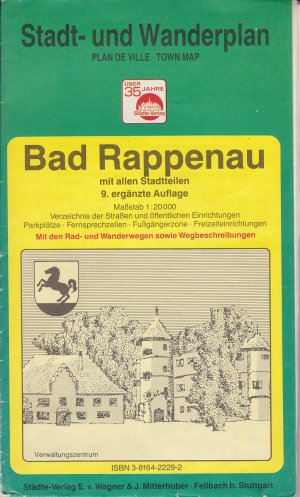 Stadt- und Wanderplan
PLAN DE VILLE · TOWN MAP
ÜBER
35 JAHRE
Städte-Verlag
Bad Rappenau
mit allen Stadtteilen
9. ergänzte Auflage
Maßstab 1:20000
Verzeichnis der Straßen und öffentlichen Einrichtungen
Parkplätze · Fernsprechzellen · Fußgängerzone · Freizeiteinrichtungen
Mit den Rad- und Wanderwegen sowie Wegbeschreibungen
Verwaltungszentrum
ISBN 3-8164-2229-2
Städte-Verlag E. v. Wagner & J. Mitterhuber · Fellbach b. Stuttgart